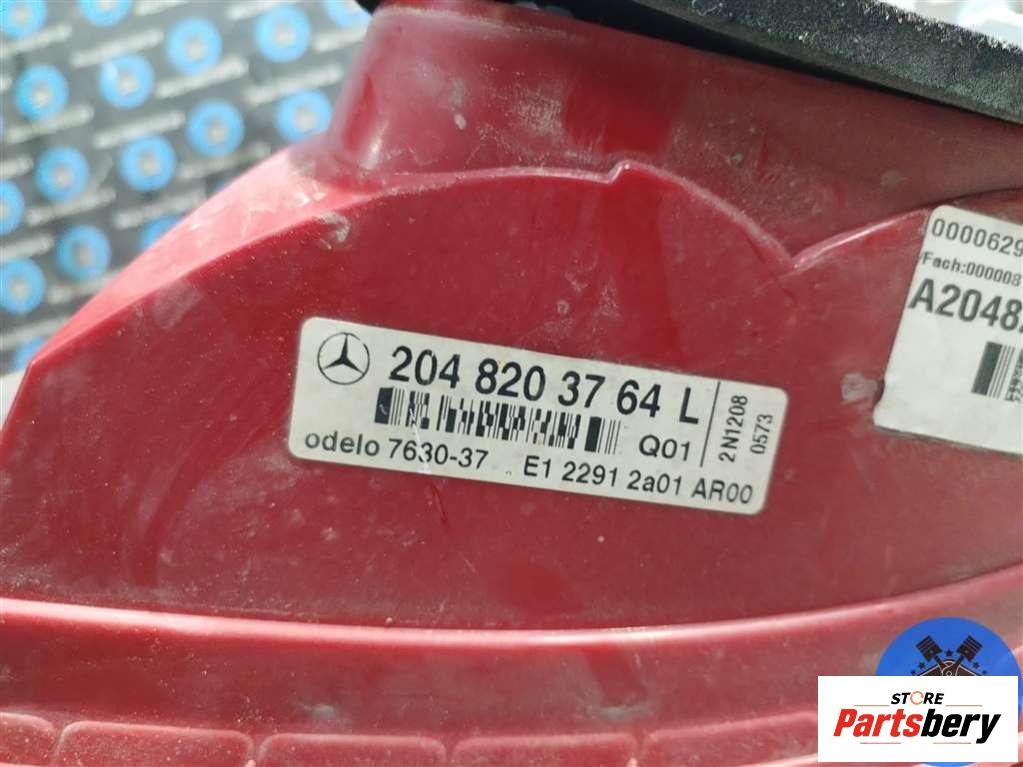 204 820 37 64 L
Q01
odelo 7630-37 E1 2291 2a01 AR00
2N1208
0573
0000629
/Fach:000008
A2048
STORE
Partsbery